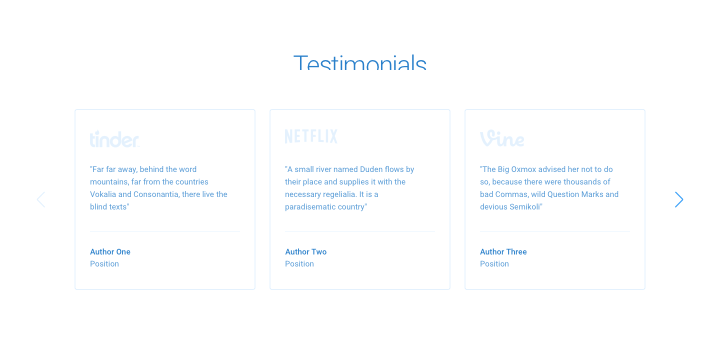 Testimonials
tinder
NETFLIX
Vine
"Far far away, behind the word
mountains, far from the countries
Vokalia and Consonantia, there live the
blind texts"
"A small river named Duden flows by
their place and supplies it with the
necessary regelialia. It is a
paradisematic country"
"The Big Oxmox advised her not to do
so, because there were thousands of
bad Commas, wild Question Marks and
devious Semikoli"
Author One
Position
Author Two
Position
Author Three
Position